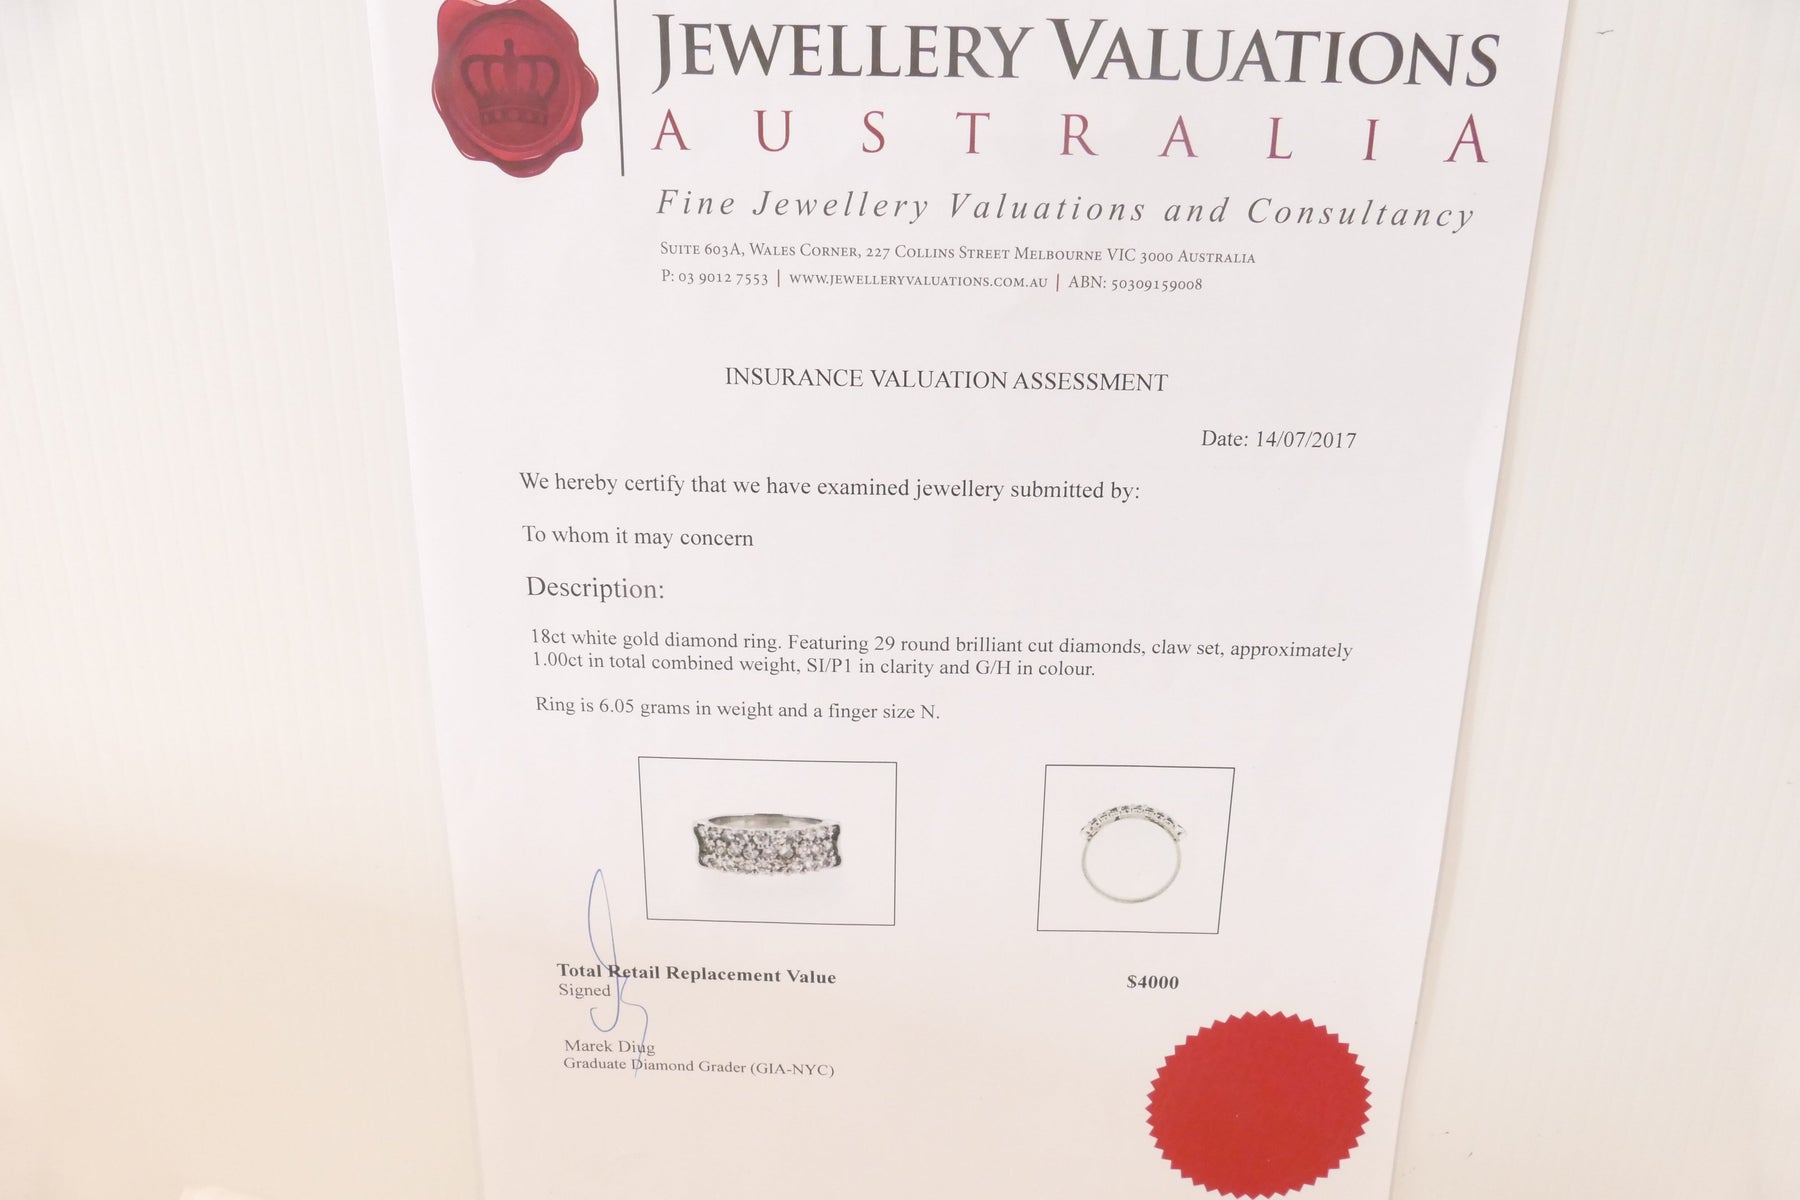 JEWELLERY VALUATIONS
AUSTRALIA
Fine Jewellery Valuations and Consultancy
SUITE 603A, WALES CORNER, 227 COLLINS STREET MELBOURNE VIC 3000 AUSTRALIA
P: 03 9012 7553 | WWW.JEWELLERYVALUATIONS.COM.AU | ABN: 50309159008
INSURANCE VALUATION ASSESSMENT
Date: 14/07/2017
We hereby certify that we have examined jewellery submitted by:
To whom it may concern
Description:
18ct white gold diamond ring. Featuring 29 round brilliant cut diamonds, claw set, approximately
1.00ct in total combined weight, SI/P1 in clarity and G/H in colour.
Ring is 6.05 grams in weight and a finger size N.
Total Retail Replacement Value $4000
Signed
Marek Ding
Graduate Diamond Grader (GIA-NYC)